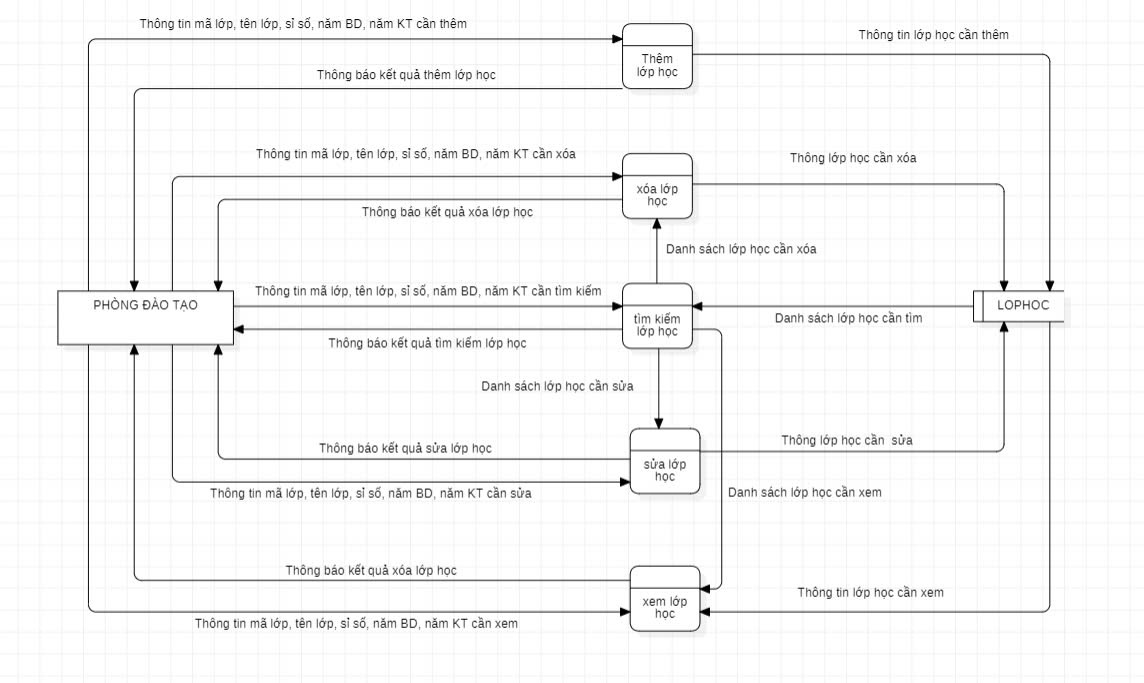 Thông tin mã lớp, tên lớp, sỉ số, năm BD, năm KT cần thêm
Thông tin lớp học cần thêm
Thêm
lớp học
Thông báo kết quả thêm lớp học
Thông tin mã lớp, tên lớp, sỉ số, năm BD, năm KT cần xóa
Thông lớp học cần xóa
xóa lớp
học
Thông báo kết quả xóa lớp học
Danh sách lớp học cần xóa
Thông tin mã lớp, tên lớp, sỉ số, năm BD, năm KT cần tìm kiếm
PHÒNG ĐÀO TẠO
LOPHOC
tìm kiếm
lớp học
Danh sách lớp học cần tìm
Thông báo kết quả tìm kiếm lớp học
Danh sách lớp học cần sửa
Thông lớp học cần sửa
Thông báo kết quả sửa lớp học
sửa lớp
học
Thông tin mã lớp, tên lớp, sỉ số, năm BD, năm KT cần sửa
Danh sách lớp học cần xem
Thông báo kết quả xóa lớp học
Thông tin lớp học cần xem
xem lớp
học
Thông tin mã lớp, tên lớp, sỉ số, năm BD, năm KT cần xem